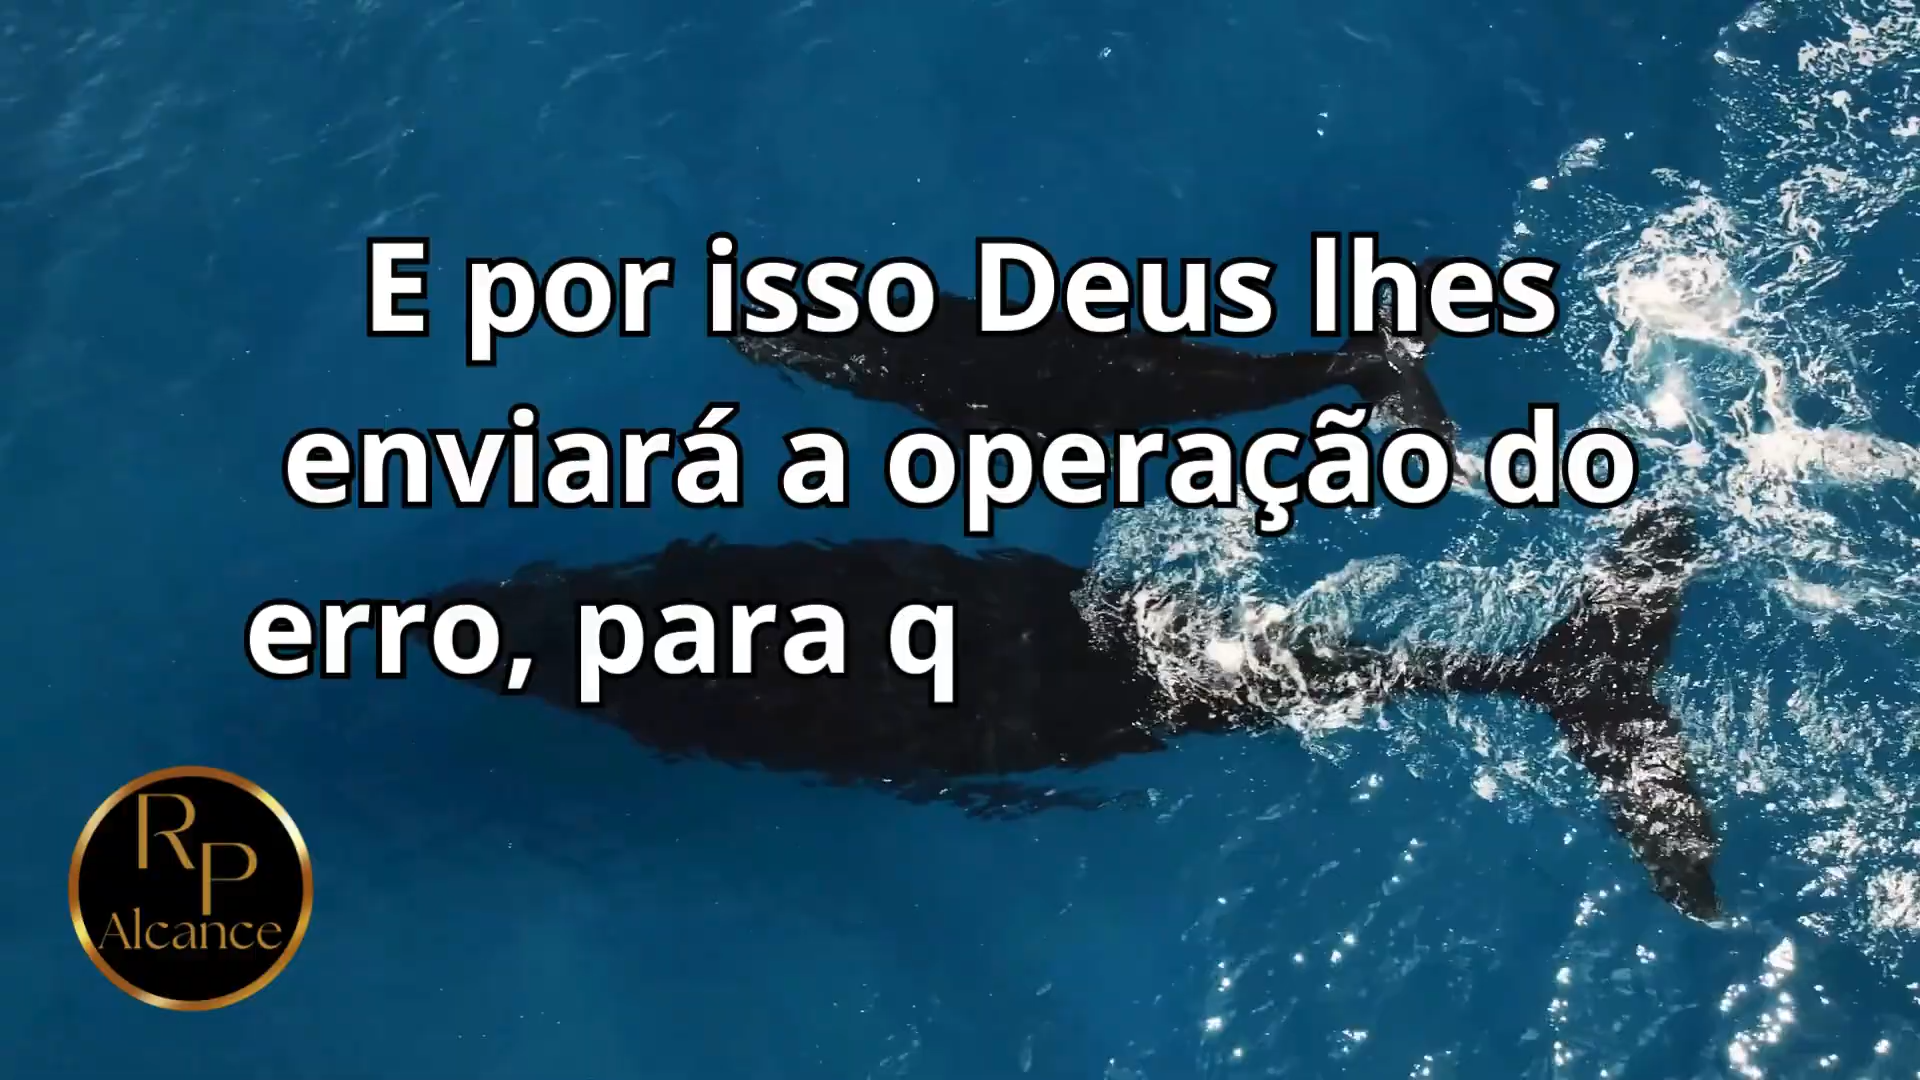 E por isso Deus lhes
enviará a operação do
erro, para q
RP
Alcance